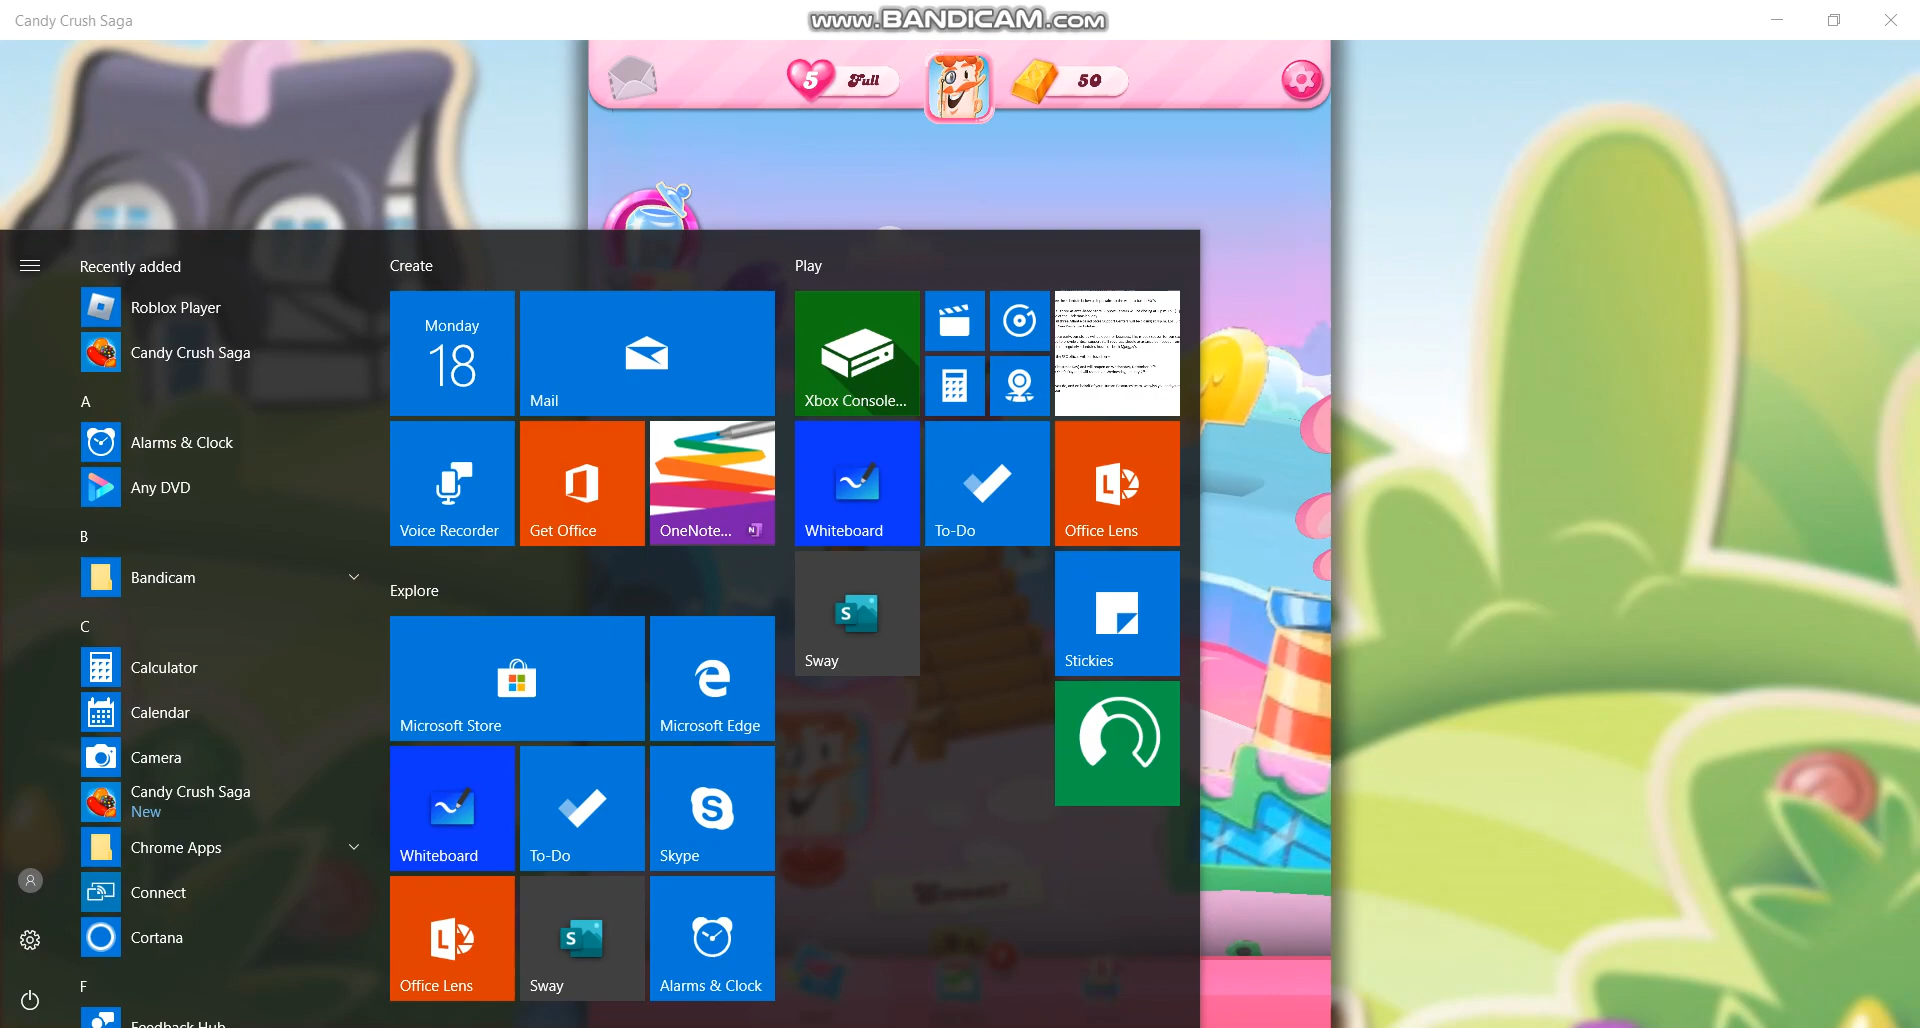 Candy Crush Saga
www.BANDICAM.com
5
Full
50
Recently added
Roblox Player
Candy Crush Saga
A
Alarms & Clock
Any DVD
B
Bandicam
C
Calculator
Calendar
Camera
Candy Crush Saga
New
Chrome Apps
Connect
Cortana
F
Feedback Hub
Create
Monday
18
Mail
Voice Recorder
Get Office
OneNote...
Explore
Microsoft Store
Microsoft Edge
Whiteboard
To-Do
Skype
Office Lens
Sway
Alarms & Clock
Play
Xbox Console...
Whiteboard
To-Do
Office Lens
Sway
Stickies